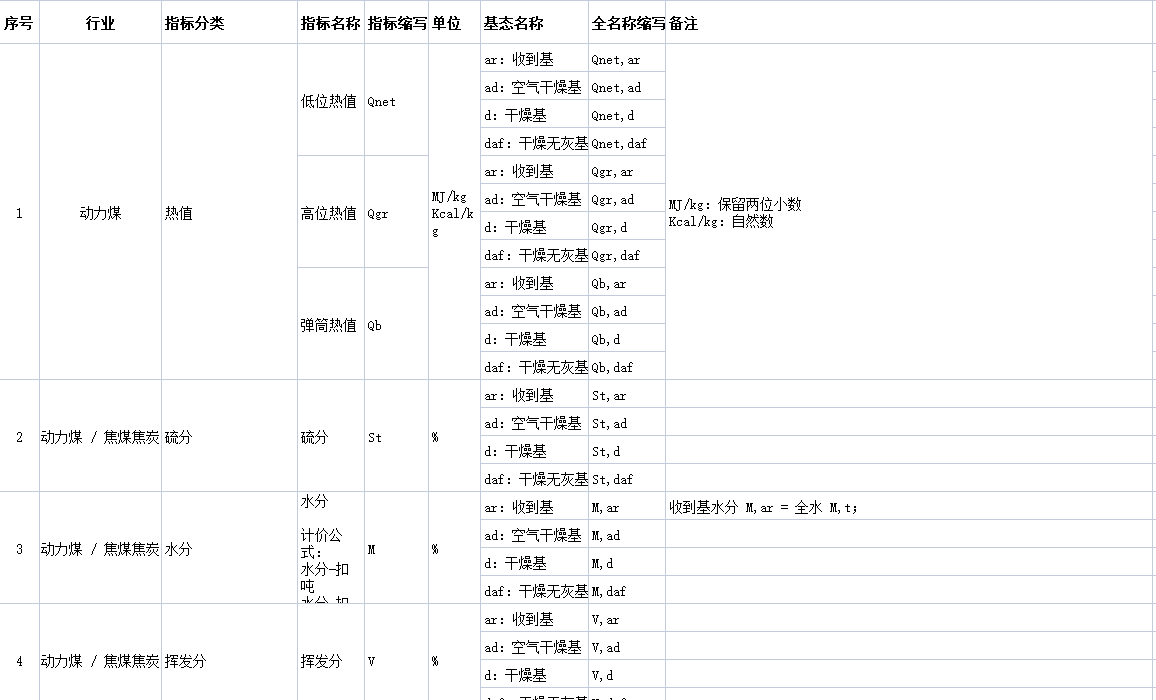 序号 行业 指标分类 指标名称 指标缩写 单位 基态名称 全名称缩写 备注
1 动力煤 热值 低位热值 Qnet MJ/kg
Kcal/k
g ar: 收到基 Qnet,ar MJ/kg: 保留两位小数
Kcal/kg: 自然数
ad: 空气干燥基 Qnet,ad
d: 干燥基 Qnet,d
daf: 干燥无灰基 Qnet,daf
高位热值 Qgr ar: 收到基 Qgr,ar
ad: 空气干燥基 Qgr,ad
d: 干燥基 Qgr,d
daf: 干燥无灰基 Qgr,daf
弹筒热值 Qb ar: 收到基 Qb,ar
ad: 空气干燥基 Qb,ad
d: 干燥基 Qb,d
daf: 干燥无灰基 Qb,daf
2 动力煤 / 焦煤焦炭 硫分 硫分 St % ar: 收到基 St,ar
ad: 空气干燥基 St,ad
d: 干燥基 St,d
daf: 干燥无灰基 St,daf
3 动力煤 / 焦煤焦炭 水分 水分
计价公
式:
水分-扣
吨
M % ar: 收到基 M,ar 收到基水分 M,ar = 全水 M,t;
ad: 空气干燥基 M,ad
d: 干燥基 M,d
daf: 干燥无灰基 M,daf
4 动力煤 / 焦煤焦炭 挥发分 挥发分 V % ar: 收到基 V,ar
ad: 空气干燥基 V,ad
d: 干燥基 V,d